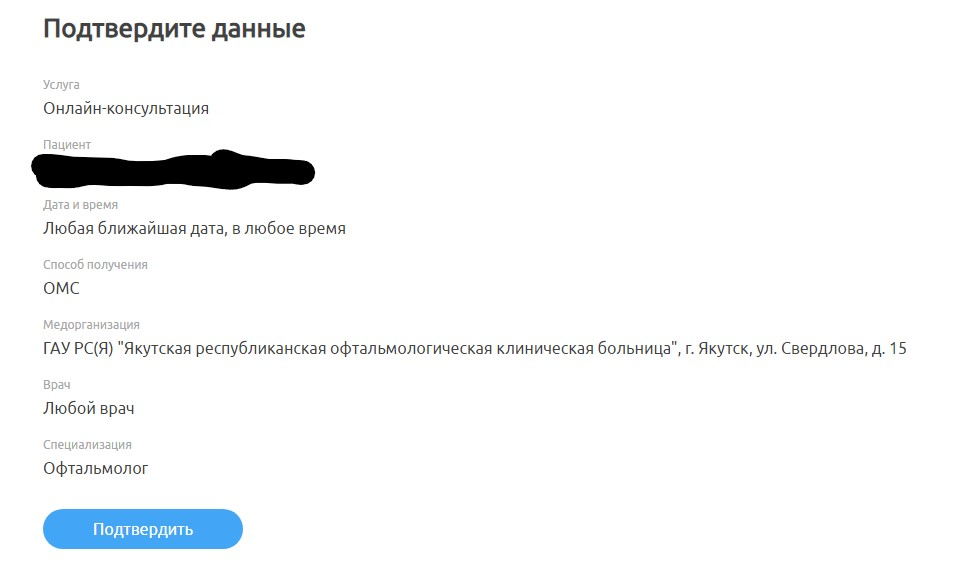 Подтвердите данные
Услуга
Онлайн-консультация
Пациент
Дата и время
Любая ближайшая дата, в любое время
Способ получения
ОМС
Медорганизация
ГАУ РС(Я) "Якутская республиканская офтальмологическая клиническая больница", г. Якутск, ул. Свердлова, д. 15
Врач
Любой врач
Специализация
Офтальмолог
Подтвердить